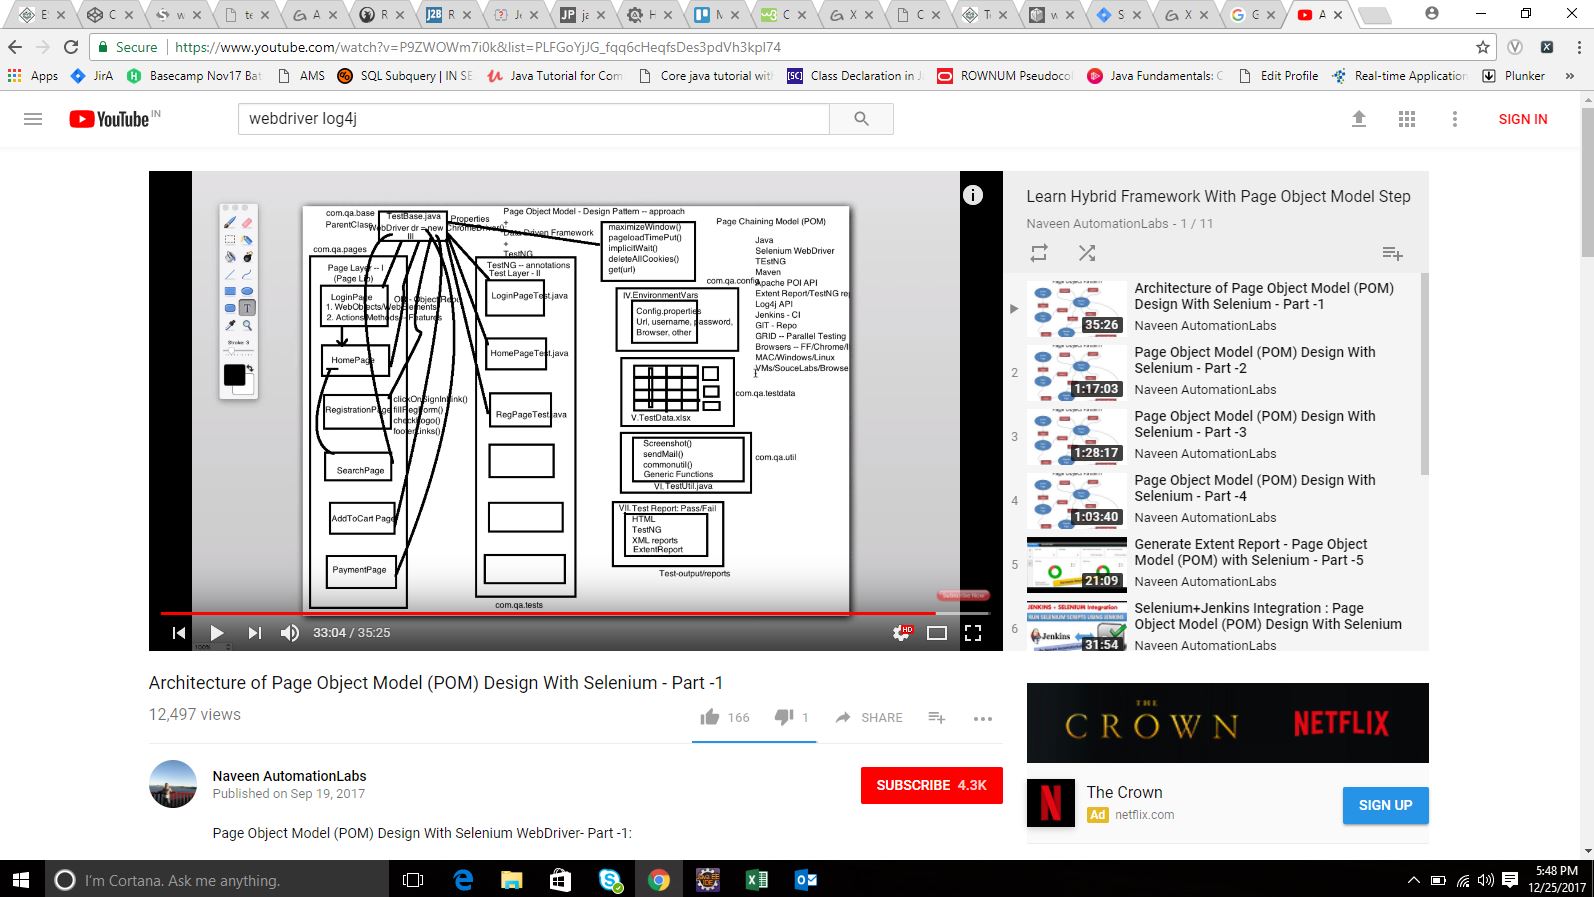 Secure
https://www.youtube.com/watch?v=P9ZWOWm7i0k&list=PLFGoYjJG_fqq6cHeqfsDes3pdVh3kpl74
Apps
JirA
Basecamp Nov17 Bat
AMS
SQL Subquery | IN SE
Java Tutorial for Com
Core java tutorial with
Class Declaration in J
ROWNUM Pseudocol
Java Fundamentals: C
Edit Profile
Real-time Application
Plunker
YouTube IN
webdriver log4j
SIGN IN
com.qa.base
ParentClass
TestBase.java
WebDriver dr = new ChromeDriver()
III
Properties
Page Object Model - Design Pattern -- approach
+
Data Driven Framework
+
TestNG
com.qa.pages
Page Layer -- I
(Page Lib)
LoginPage
OR - Object Repo
1. WebObjects/WebElements
2. Actions/Methods -- Features
HomePage
RegistrationPage
clickOnSignInLink()
fillRegForm()
checkLogo()
footerLinks()
SearchPage
AddToCart Page
PaymentPage
TestNG -- annotations
Test Layer - II
LoginPageTest.java
HomePageTest.java
RegPageTest.java
com.qa.tests
maximizeWindow()
pageloadTimePut()
implicitWait()
deleteAllCookies()
get(url)
com.qa.config
IV.EnvironmentVars
Config.properties
Url, username, password,
Browser, other
V.TestData.xlsx
com.qa.testdata
Screenshot()
sendMail()
commonutil()
Generic Functions
VI.TestUtil.java
com.qa.util
VII.Test Report: Pass/Fail
HTML
TestNG
XML reports
ExtentReport
Test-output/reports
Page Chaining Model (POM)
Java
Selenium WebDriver
TEstNG
Maven
Apache POI API
Extent Report/TestNG re
Log4j API
Jenkins - CI
GIT - Repo
GRID -- Parallel Testing
Browsers -- FF/Chrome/I
MAC/Windows/Linux
VMs/SouceLabs/Browse
Stroke: 3
100%
Subscribe Now
33:04 / 35:25
HD
Learn Hybrid Framework With Page Object Model Step
Naveen AutomationLabs - 1 / 11
35:26
Architecture of Page Object Model (POM)
Design With Selenium - Part -1
Naveen AutomationLabs
2
1:17:03
Page Object Model (POM) Design With
Selenium - Part -2
Naveen AutomationLabs
3
1:28:17
Page Object Model (POM) Design With
Selenium - Part -3
Naveen AutomationLabs
4
1:03:40
Page Object Model (POM) Design With
Selenium - Part -4
Naveen AutomationLabs
5
21:09
Generate Extent Report - Page Object
Model (POM) with Selenium - Part -5
Naveen AutomationLabs
6
JENKINS + SELENIUM Integration
RUN SELENIUM SCRIPTS USING JENKINS
Jenkins
31:54
Selenium+Jenkins Integration : Page
Object Model (POM) Design With Selenium
Naveen AutomationLabs
Architecture of Page Object Model (POM) Design With Selenium - Part -1
12,497 views
166
1
SHARE
Naveen AutomationLabs
Published on Sep 19, 2017
SUBSCRIBE 4.3K
Page Object Model (POM) Design With Selenium WebDriver- Part -1:
THE CROWN
NETFLIX
The Crown
Ad netflix.com
SIGN UP
I'm Cortana. Ask me anything.
5:48 PM
12/25/2017